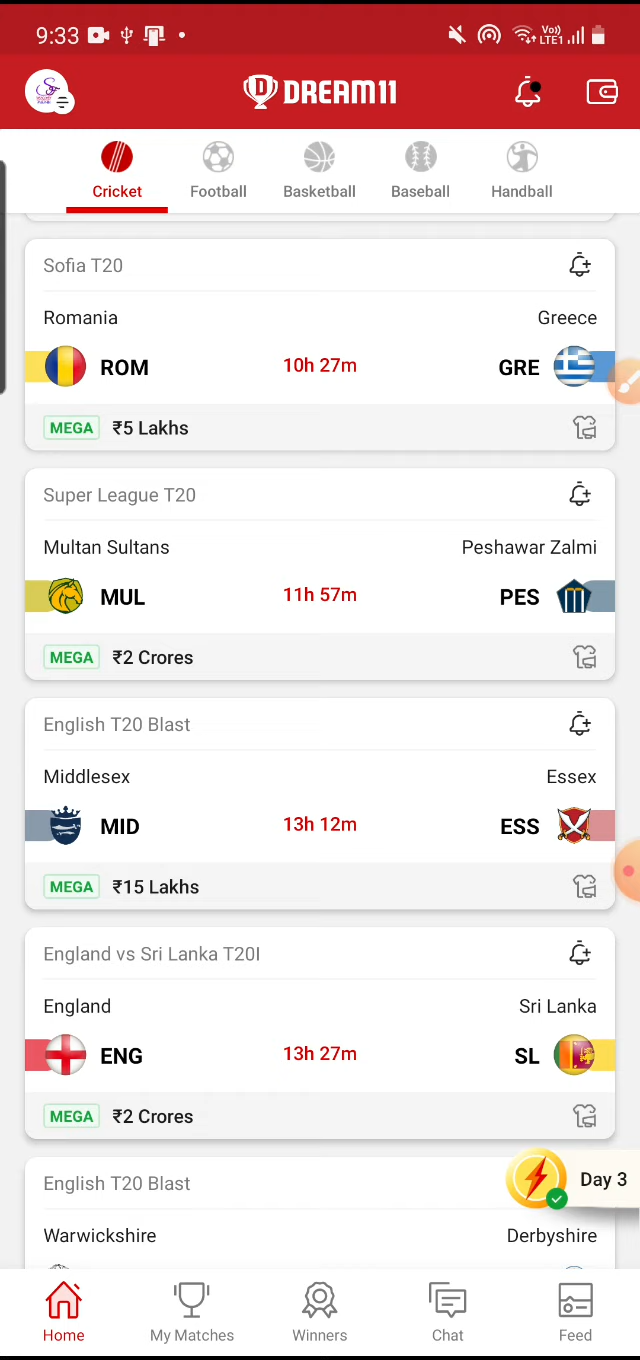 9:33
Vo)) LTE1
DREAM11
Cricket Football Basketball Baseball Handball
Sofia T20
Romania Greece
ROM 10h 27m GRE
MEGA ₹5 Lakhs
Super League T20
Multan Sultans Peshawar Zalmi
MUL 11h 57m PES
MEGA ₹2 Crores
English T20 Blast
Middlesex Essex
MID 13h 12m ESS
MEGA ₹15 Lakhs
England vs Sri Lanka T20I
England Sri Lanka
ENG 13h 27m SL
MEGA ₹2 Crores
English T20 Blast
Day 3
Warwickshire Derbyshire
Home My Matches Winners Chat Feed